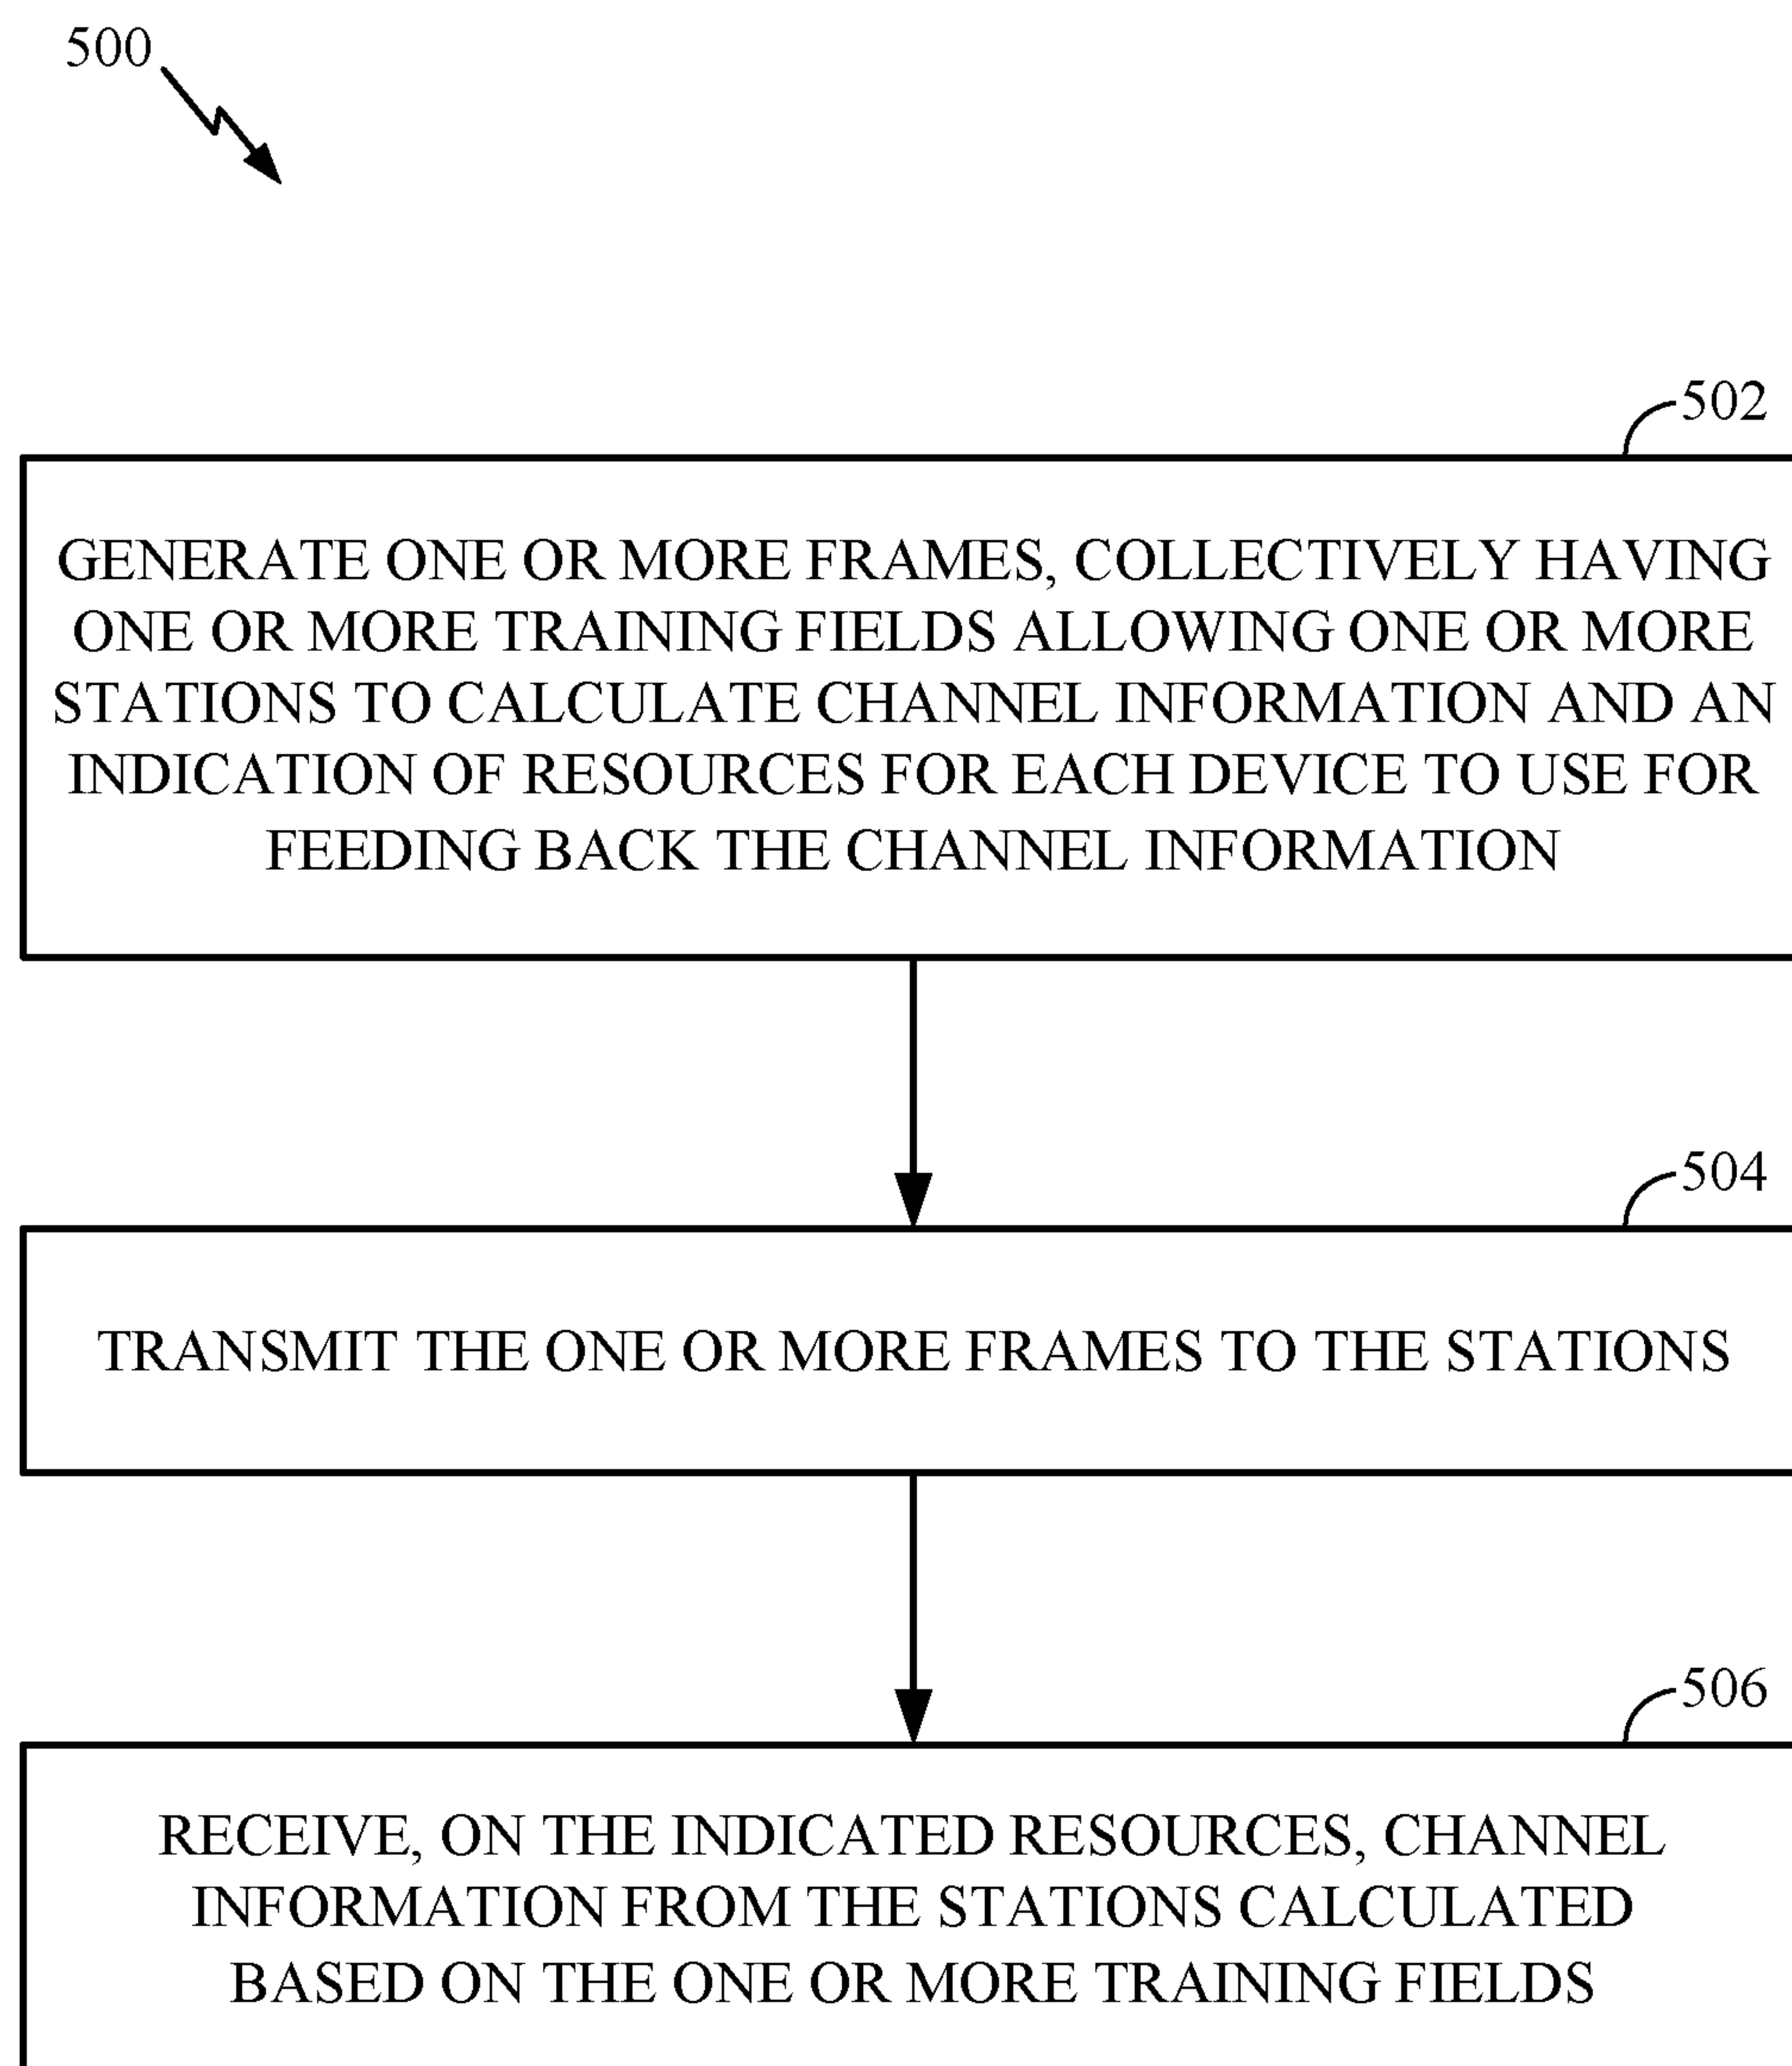 500
502
GENERATE ONE OR MORE FRAMES, COLLECTIVELY HAVING
ONE OR MORE TRAINING FIELDS ALLOWING ONE OR MORE
STATIONS TO CALCULATE CHANNEL INFORMATION AND AN
INDICATION OF RESOURCES FOR EACH DEVICE TO USE FOR
FEEDING BACK THE CHANNEL INFORMATION
504
TRANSMIT THE ONE OR MORE FRAMES TO THE STATIONS
506
RECEIVE, ON THE INDICATED RESOURCES, CHANNEL
INFORMATION FROM THE STATIONS CALCULATED
BASED ON THE ONE OR MORE TRAINING FIELDS